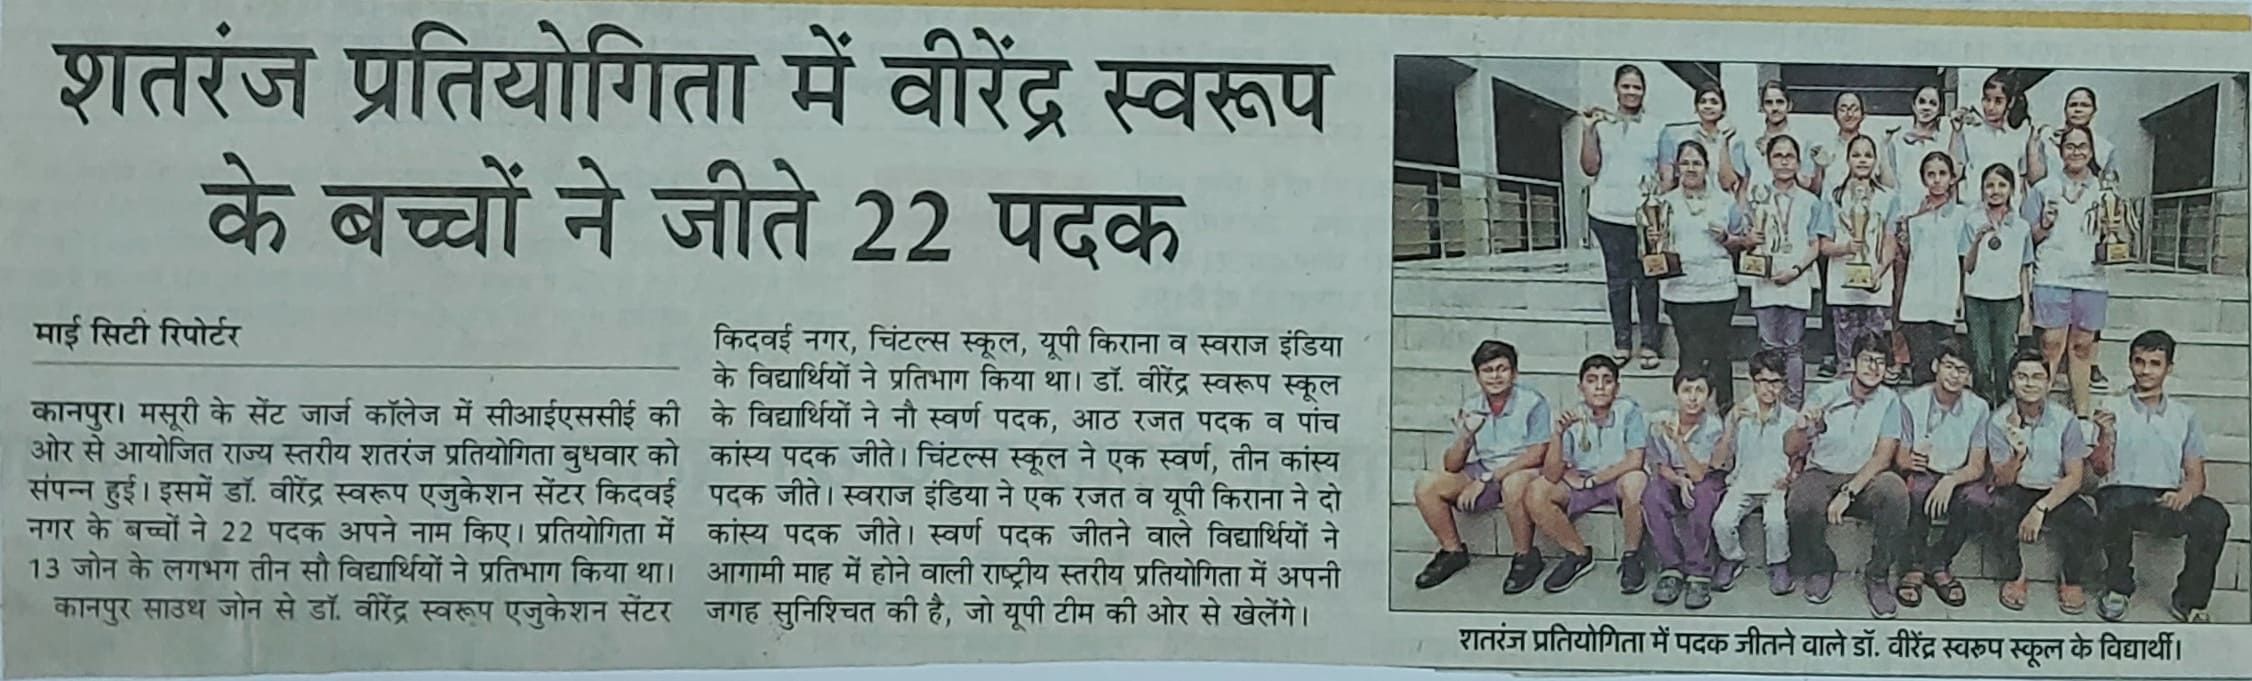 शतरंज प्रतियोगिता में वीरेंद्र स्वरूप
के बच्चों ने जीते 22 पदक
माई सिटी रिपोर्टर
कानपुर। मसूरी के सेंट जार्ज कॉलेज में सीआईएससीई की
ओर से आयोजित राज्य स्तरीय शतरंज प्रतियोगिता बुधवार को
संपन्न हुई। इसमें डॉ. वीरेंद्र स्वरूप एजुकेशन सेंटर किदवई
नगर के बच्चों ने 22 पदक अपने नाम किए। प्रतियोगिता में
13 जोन के लगभग तीन सौ विद्यार्थियों ने प्रतिभाग किया था।
कानपुर साउथ जोन से डॉ. वीरेंद्र स्वरूप एजुकेशन सेंटर
किदवई नगर, चिंटल्स स्कूल, यूपी किराना व स्वराज इंडिया
के विद्यार्थियों ने प्रतिभाग किया था। डॉ. वीरेंद्र स्वरूप स्कूल
के विद्यार्थियों ने नौ स्वर्ण पदक, आठ रजत पदक व पांच
कांस्य पदक जीते। चिंटल्स स्कूल ने एक स्वर्ण, तीन कांस्य
पदक जीते। स्वराज इंडिया ने एक रजत व यूपी किराना ने दो
कांस्य पदक जीते। स्वर्ण पदक जीतने वाले विद्यार्थियों ने
आगामी माह में होने वाली राष्ट्रीय स्तरीय प्रतियोगिता में अपनी
जगह सुनिश्चित की है, जो यूपी टीम की ओर से खेलेंगे।
शतरंज प्रतियोगिता में पदक जीतने वाले डॉ. वीरेंद्र स्वरूप स्कूल के विद्यार्थी।